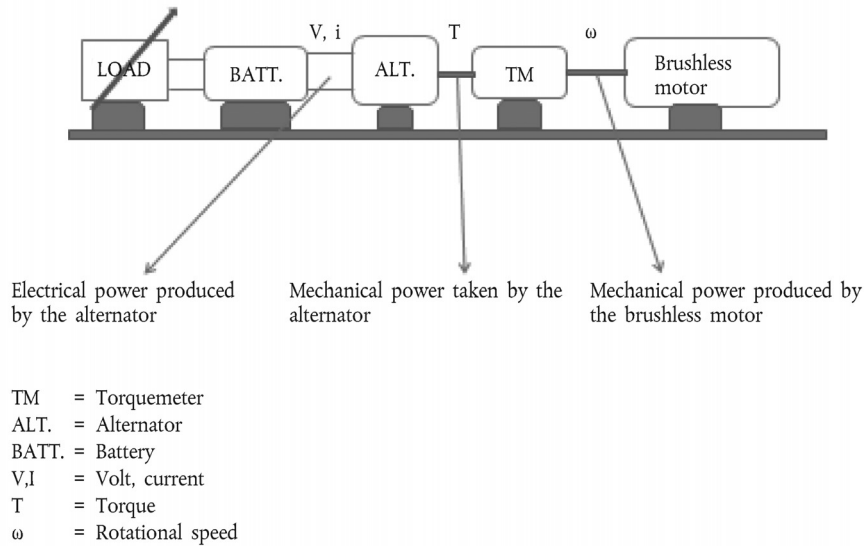 V, i
T
ω
LOAD
BATT.
ALT.
TM
Brushless
motor
Electrical power produced
by the alternator
Mechanical power taken by the
alternator
Mechanical power produced by
the brushless motor
TM = Torquemeter
ALT. = Alternator
BATT. = Battery
V,I = Volt, current
T = Torque
ω = Rotational speed